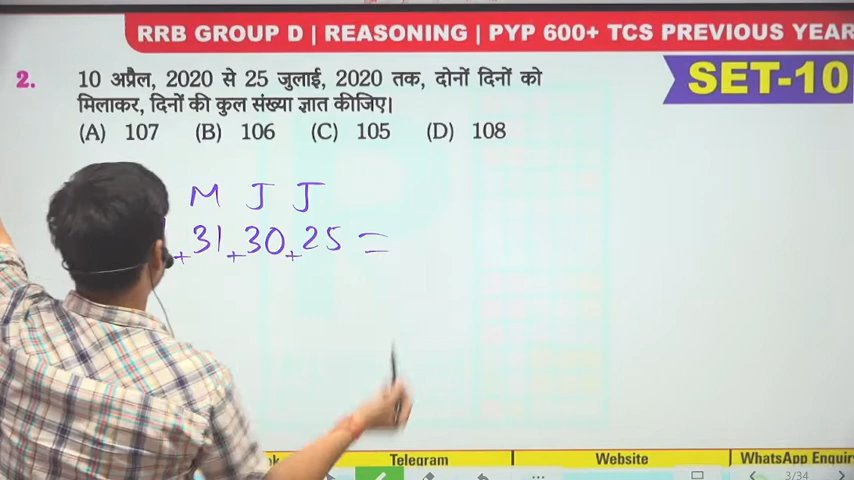 RRB GROUP D | REASONING | PYP 600+ TCS PREVIOUS YEAR
SET-10
2. 10 अप्रैल, 2020 से 25 जुलाई, 2020 तक, दोनों दिनों को
मिलाकर, दिनों की कुल संख्या ज्ञात कीजिए।
(A) 107 (B) 106 (C) 105 (D) 108
M J J
+ 31 + 30 + 25 =
Telegram Website WhatsApp Enquir
3/34